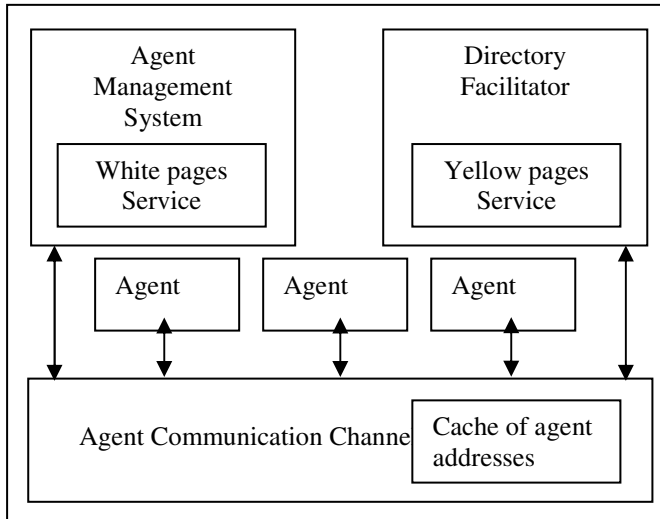 Agent
Management
System
White pages
Service
Directory
Facilitator
Yellow pages
Service
Agent
Agent
Agent
Agent Communication Channe
Cache of agent
addresses